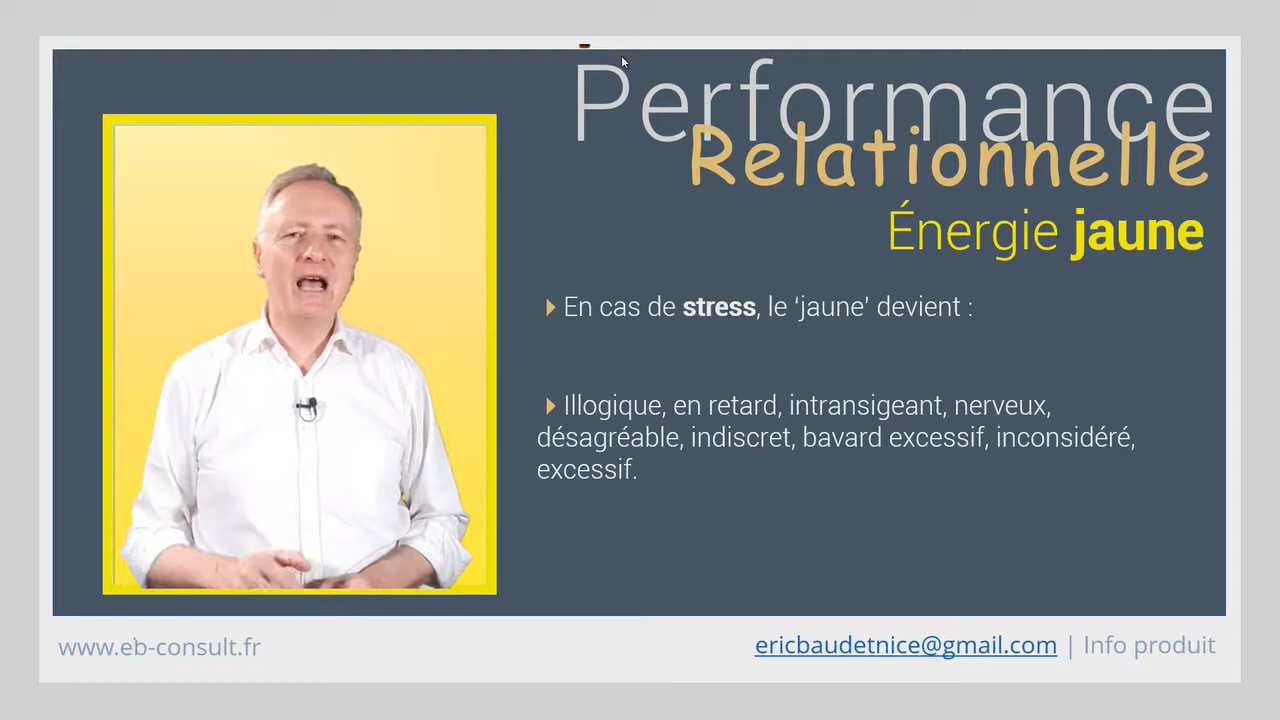 Performance
Relationnelle
Énergie jaune
En cas de stress, le ‘jaune’ devient :
Illogique, en retard, intransigeant, nerveux,
désagréable, indiscret, bavard excessif, inconsidéré,
excessif.
www.eb-consult.fr
ericbaudetnice@gmail.com | Info produit